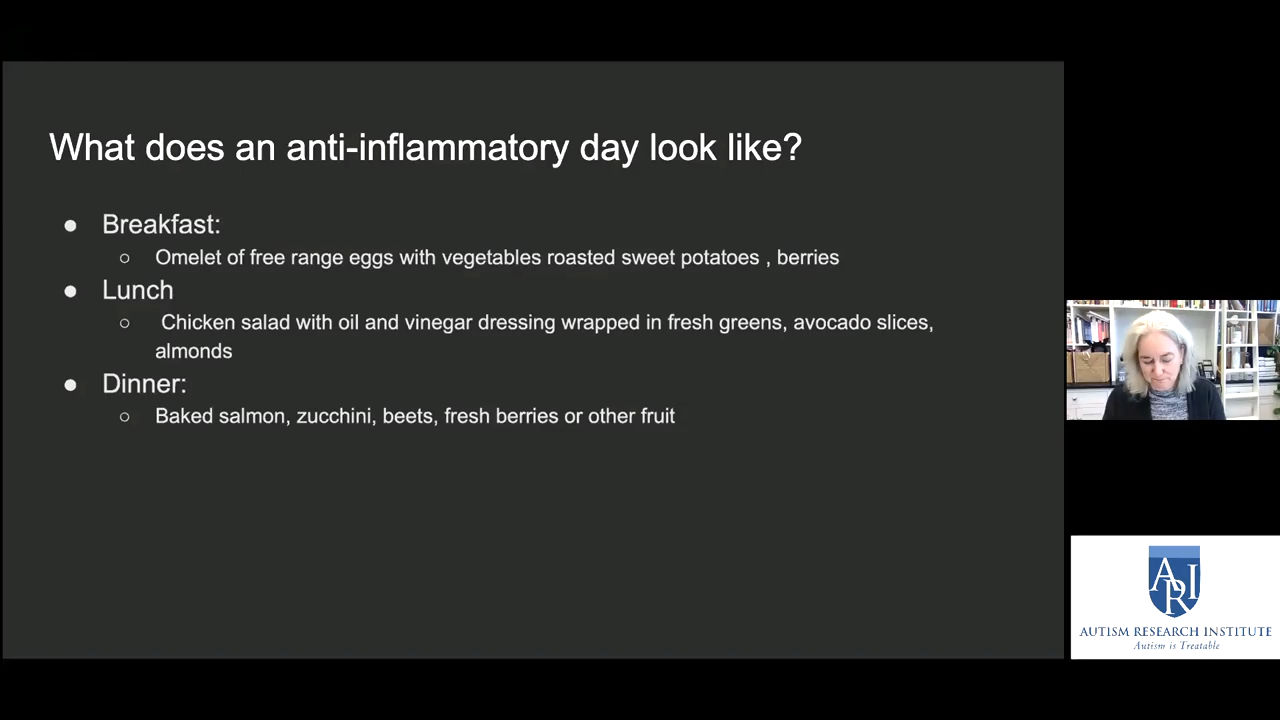 What does an anti-inflammatory day look like?
● Breakfast:
○ Omelet of free range eggs with vegetables roasted sweet potatoes , berries
● Lunch
○ Chicken salad with oil and vinegar dressing wrapped in fresh greens, avocado slices,
almonds
● Dinner:
○ Baked salmon, zucchini, beets, fresh berries or other fruit
ARI
AUTISM RESEARCH INSTITUTE
Autism is Treatable